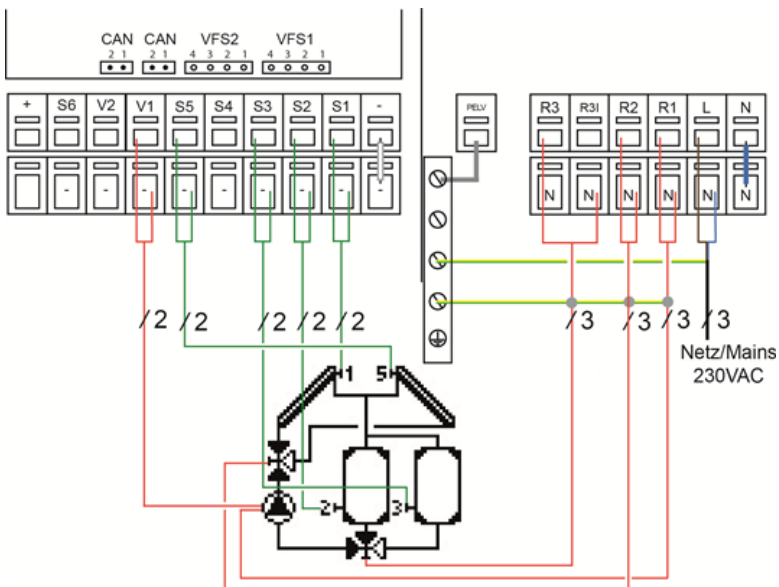 CAN CAN VFS2 VFS1
2 1 2 1 4 3 2 1 4 3 2 1
+ S6 V2 V1 S5 S4 S3 S2 S1 -
PELV
R3 R3I R2 R1 L N
- - - - - - - - -
N N N N N N
/2 /2 /2 /2 /2
/3 /3 /3 /3
Netz/Mains
230VAC
1 5
2 3